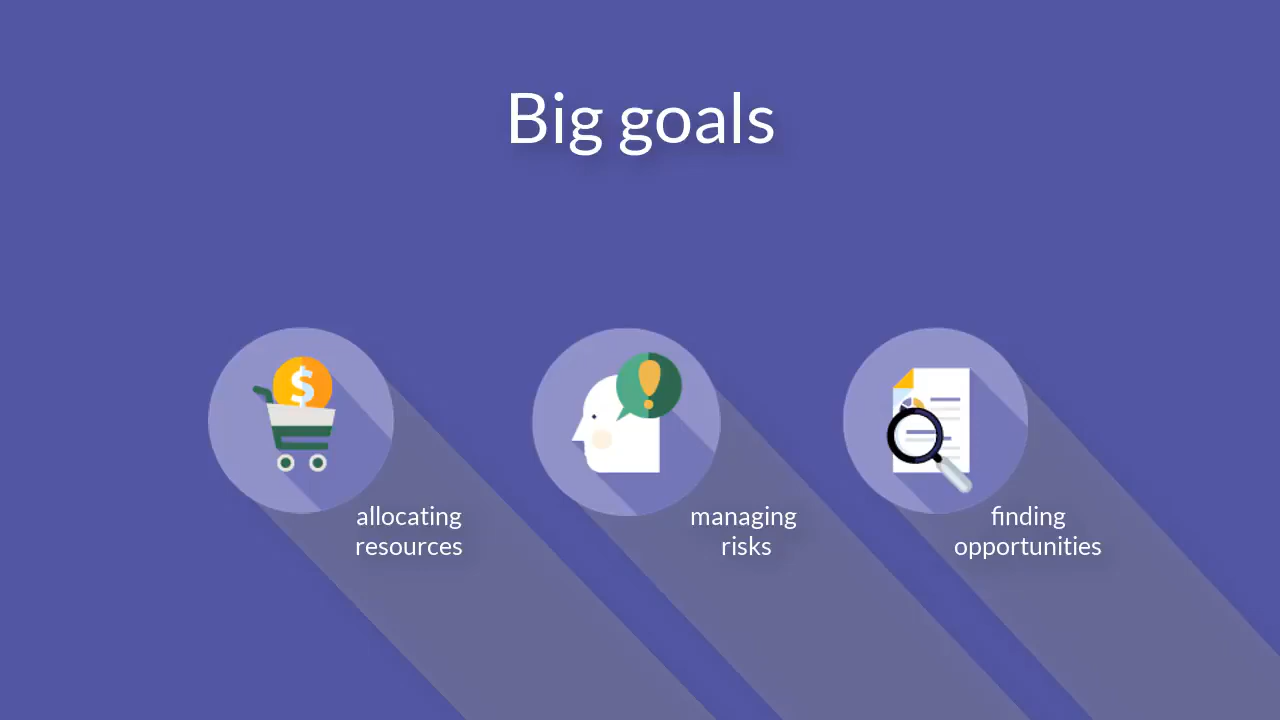 Big goals
$
allocating
resources
managing
risks
finding
opportunities